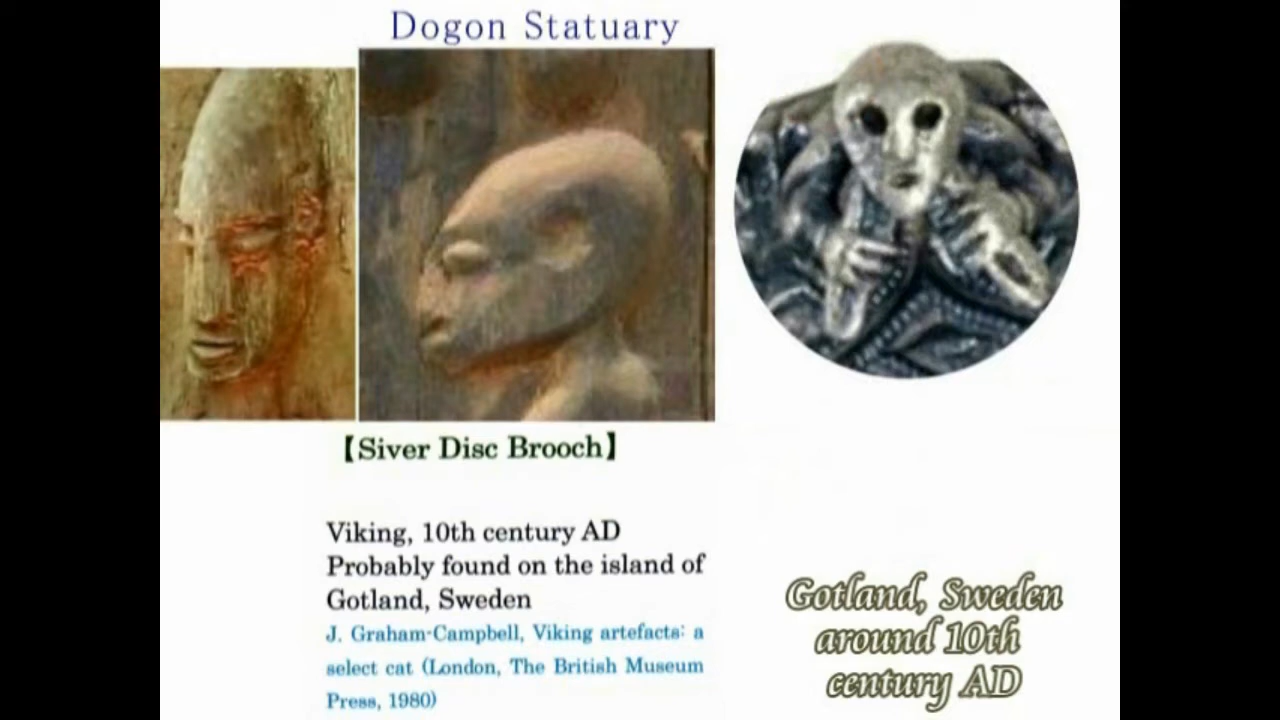 Dogon Statuary
【Siver Disc Brooch】
Viking, 10th century AD
Probably found on the island of
Gotland, Sweden
J. Graham-Campbell, Viking artefacts: a
select cat (London, The British Museum
Press, 1980)
Gotland, Sweden
around 10th
century AD